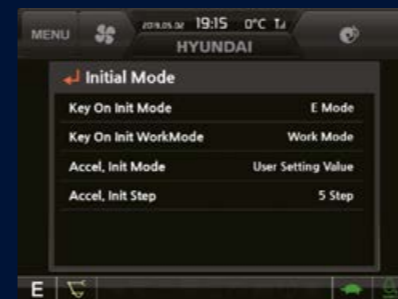 MENU
2019.05.02 19:15 0°C
HYUNDAI
Initial Mode
Key On Init Mode E Mode
Key On Init WorkMode Work Mode
Accel, Init Mode User Setting Value
Accel, Init Step 5 Step
E